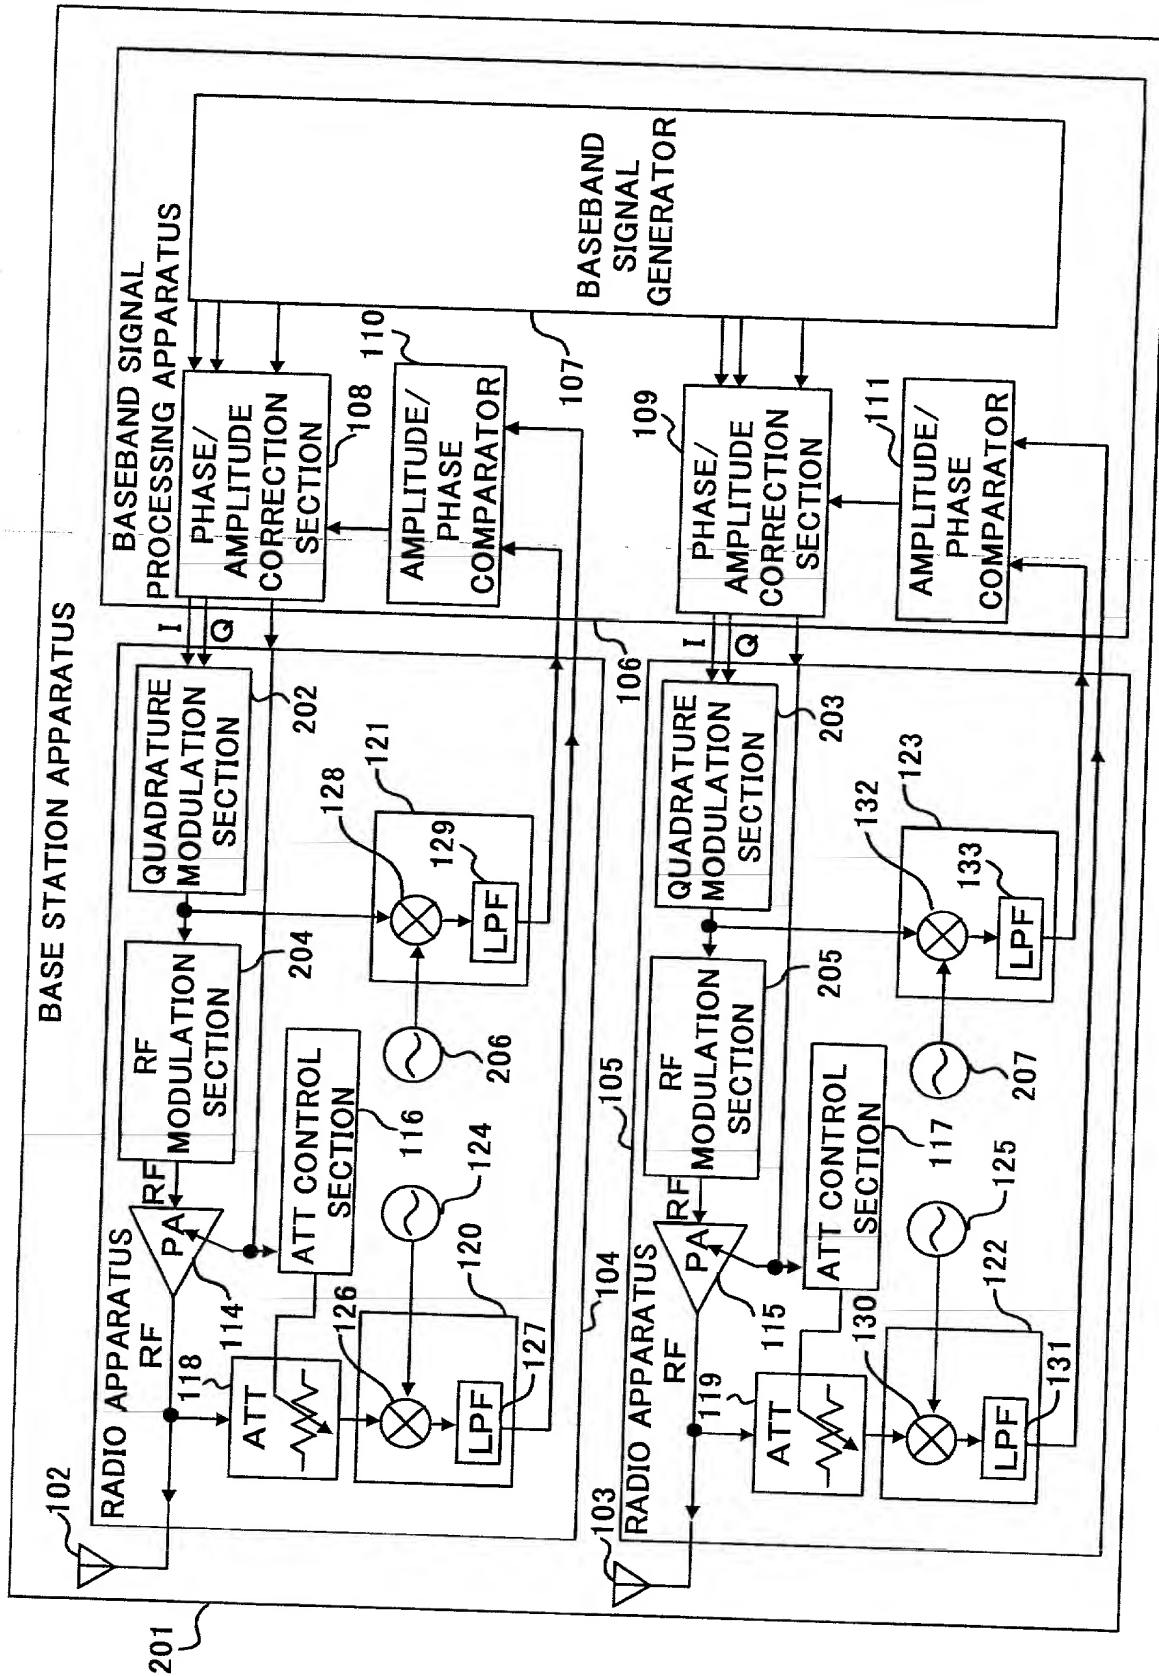 BASE STATION APPARATUS
201
102
RADIO APPARATUS
RF
114
PA
RF
RF
MODULATION
SECTION
204
QUADRATURE
MODULATION
SECTION
202
I
Q
BASEBAND SIGNAL
PROCESSING APPARATUS
PHASE/
AMPLITUDE
CORRECTION
SECTION
108
110
AMPLITUDE/
PHASE
COMPARATOR
118
ATT
ATT CONTROL
SECTION
116
126
120
124
LPF
127
206
128
121
129
LPF
104
106
107
BASEBAND
SIGNAL
GENERATOR
103
RADIO APPARATUS
RF
115
PA
RF
105
RF
MODULATION
SECTION
205
QUADRATURE
MODULATION
SECTION
203
I
Q
109
PHASE/
AMPLITUDE
CORRECTION
SECTION
111
AMPLITUDE/
PHASE
COMPARATOR
119
ATT
ATT CONTROL
SECTION
117
130
122
125
LPF
131
207
132
123
133
LPF